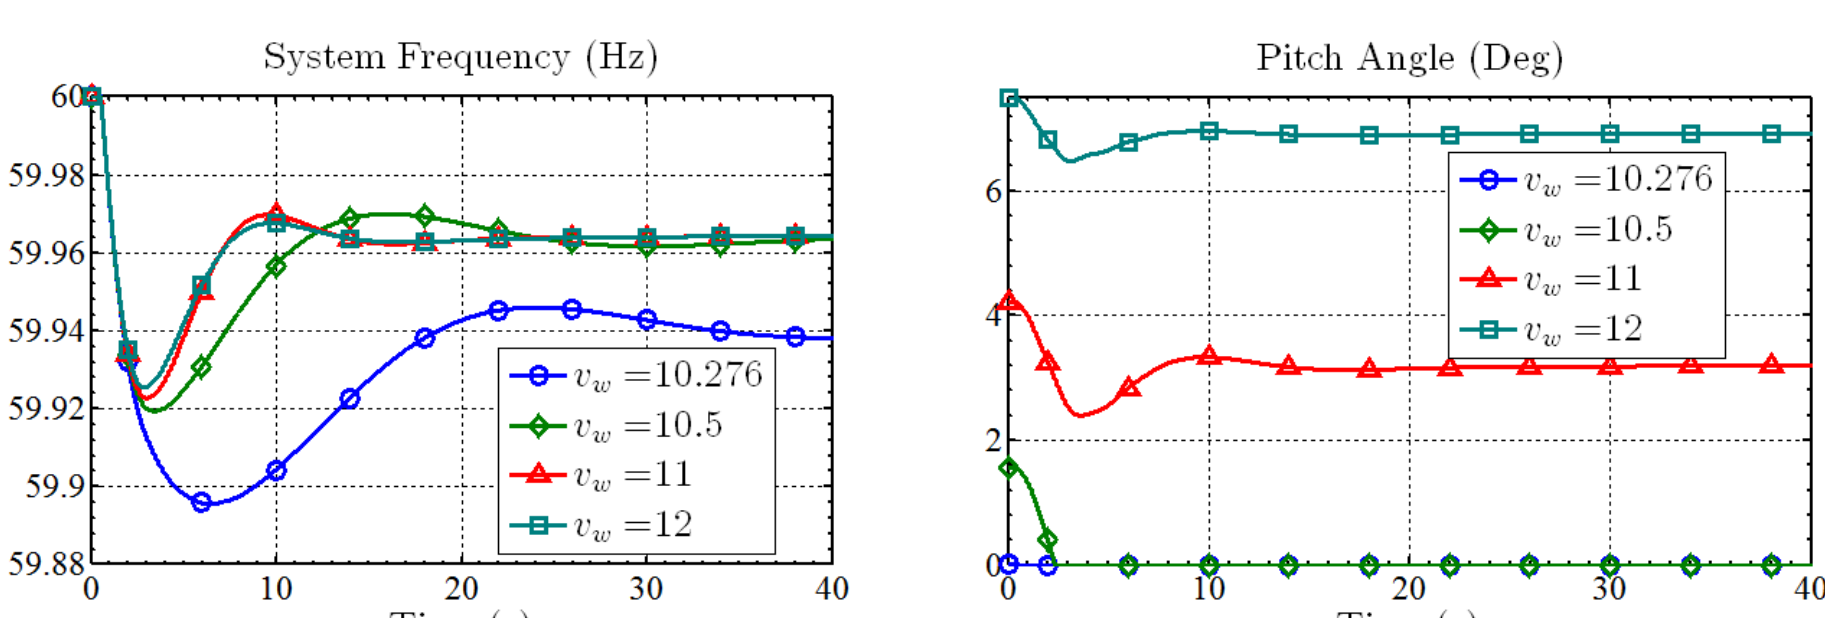 System Frequency (Hz)
60
59.98
59.96
59.94
59.92
59.9
59.88
0 10 20 30 40
v_w =10.276
v_w =10.5
v_w =11
v_w =12
Pitch Angle (Deg)
6
4
2
0
0 10 20 30 40
v_w =10.276
v_w =10.5
v_w =11
v_w =12